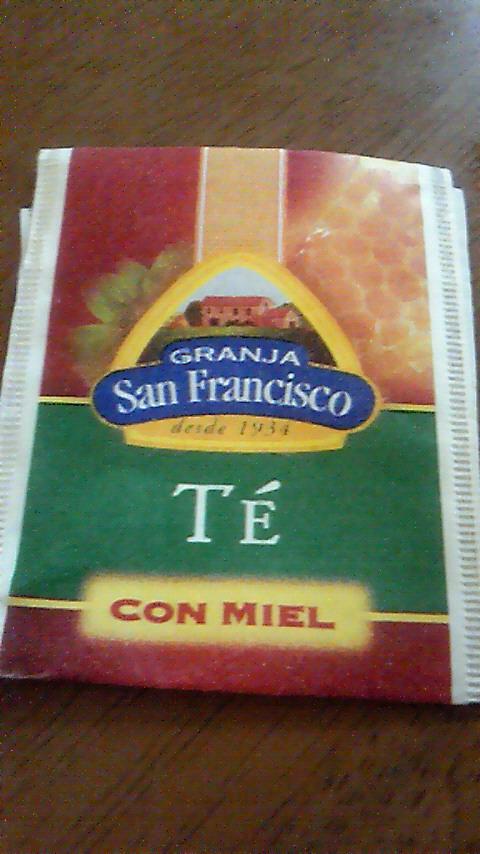 GRANJA
San Francisco
desde 1934
TÉ
CON MIEL